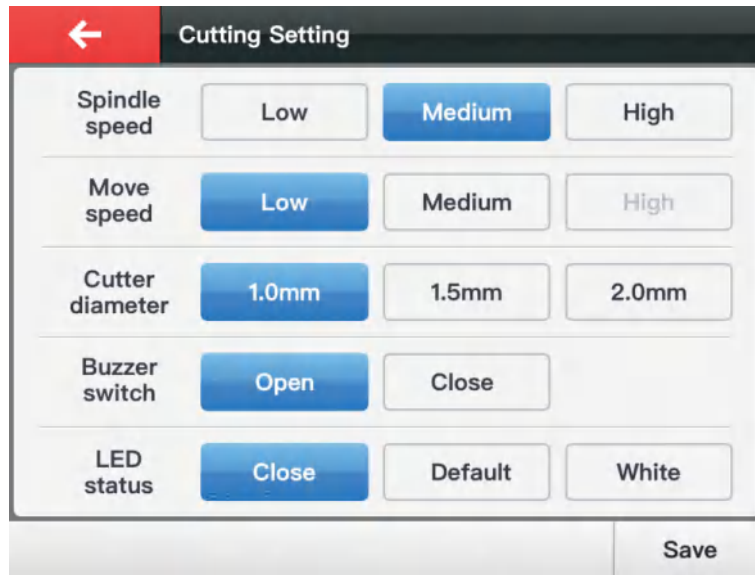 Cutting Setting
Spindle speed Low Medium High
Move speed Low Medium High
Cutter diameter 1.0mm 1.5mm 2.0mm
Buzzer switch Open Close
LED status Close Default White
Save